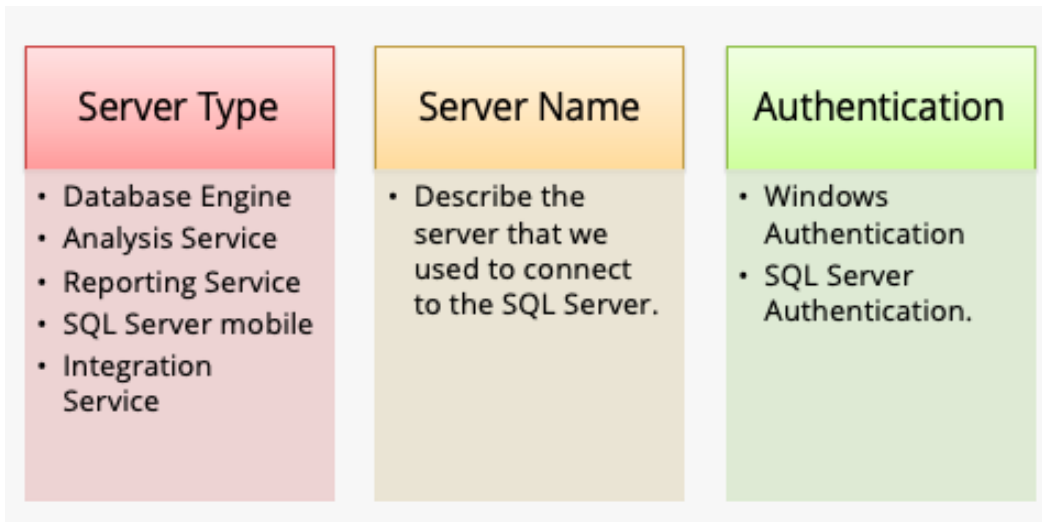 Server Type
• Database Engine
• Analysis Service
• Reporting Service
• SQL Server mobile
• Integration
Service
Server Name
• Describe the
server that we
used to connect
to the SQL Server.
Authentication
• Windows
Authentication
• SQL Server
Authentication.